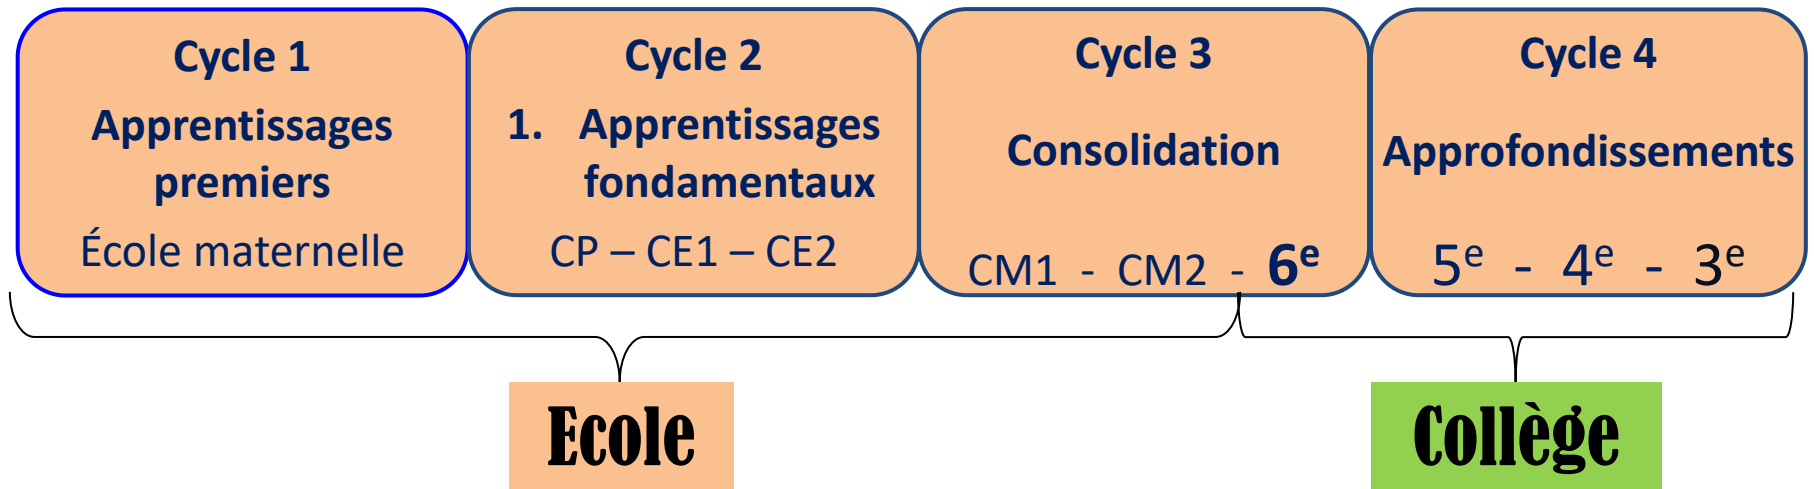 Cycle 1
Apprentissages
premiers
École maternelle
Cycle 2
1. Apprentissages
fondamentaux
CP – CE1 – CE2
Cycle 3
Consolidation
CM1 - CM2 - 6e
Cycle 4
Approfondissements
5e - 4e - 3e
Ecole
Collège